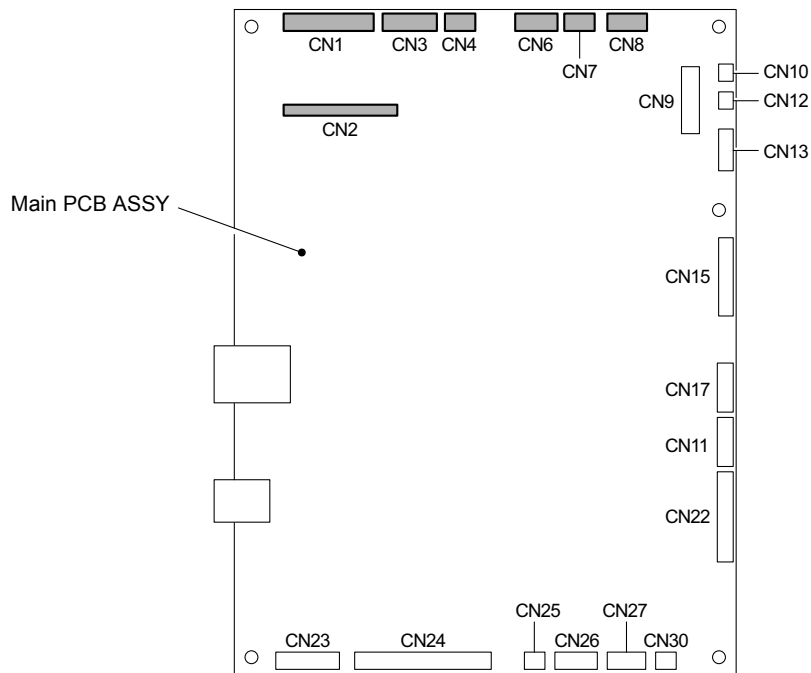 CN1 CN3 CN4 CN6 CN8
CN7
CN10
CN9
CN12
CN2
CN13
Main PCB ASSY
CN15
CN17
CN11
CN22
CN25 CN27
CN23 CN24 CN26 CN30